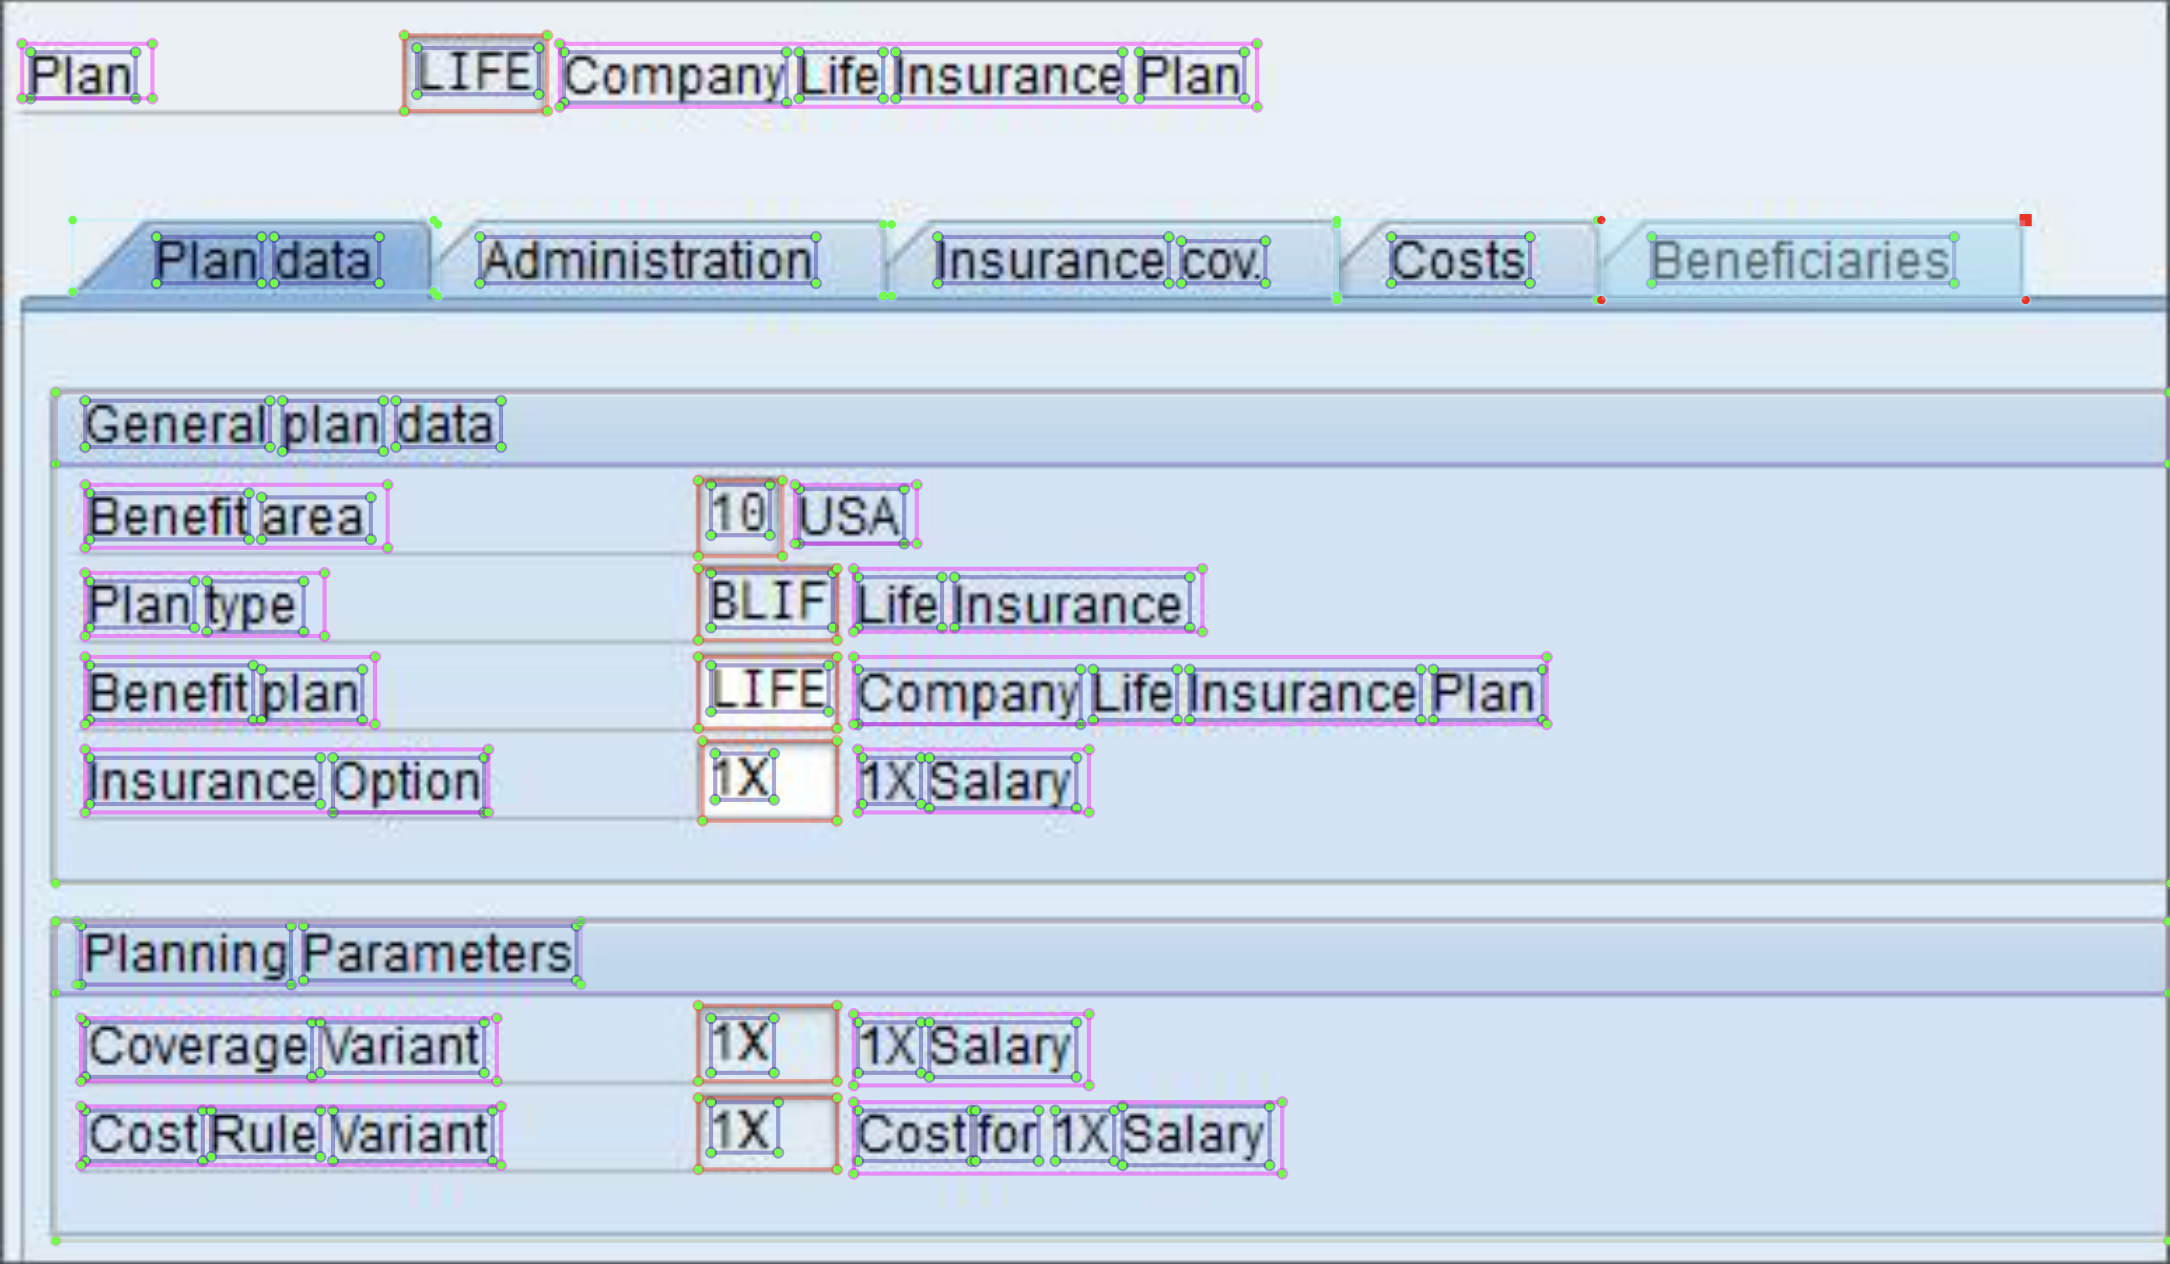 Plan LIFE Company Life Insurance Plan
Plan data Administration Insurance cov. Costs Beneficiaries
General plan data
Benefit area 10 USA
Plan type BLIF Life Insurance
Benefit plan LIFE Company Life Insurance Plan
Insurance Option 1X 1X Salary
Planning Parameters
Coverage Variant 1X 1X Salary
Cost Rule Variant 1X Cost for 1X Salary